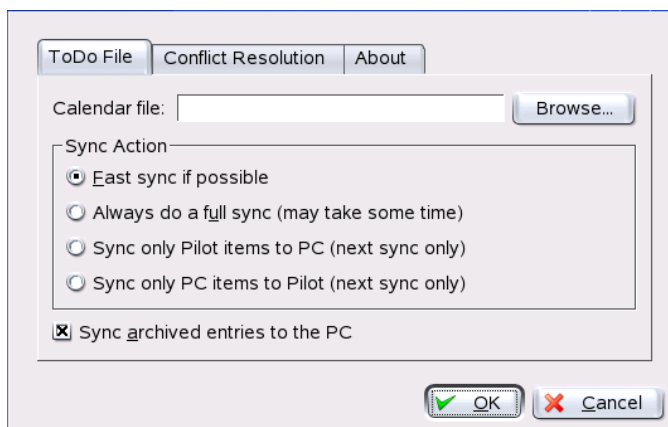 ToDo File Conflict Resolution About
Calendar file: Browse...
Sync Action
Fast sync if possible
Always do a full sync (may take some time)
Sync only Pilot items to PC (next sync only)
Sync only PC items to Pilot (next sync only)
Sync archived entries to the PC
OK Cancel